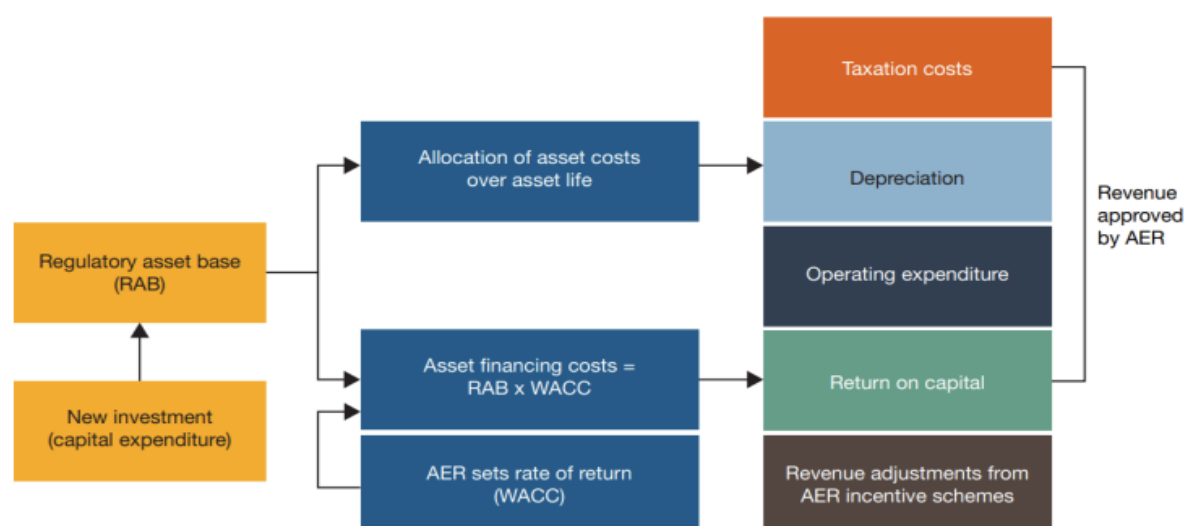 Regulatory asset base
(RAB)
New investment
(capital expenditure)
Allocation of asset costs
over asset life
Asset financing costs =
RAB x WACC
AER sets rate of return
(WACC)
Taxation costs
Depreciation
Operating expenditure
Return on capital
Revenue adjustments from
AER incentive schemes
Revenue
approved
by AER